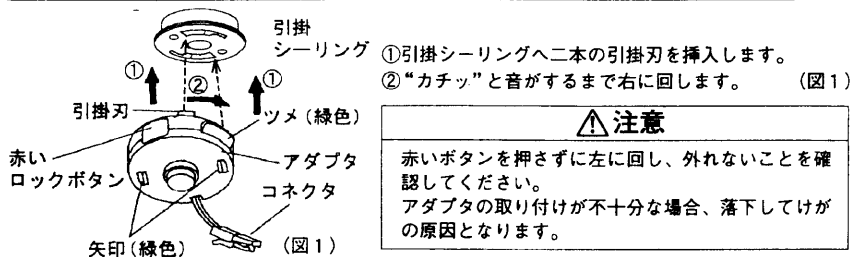 引掛
シーリング
①
②
①
引掛刃
ツメ(緑色)
赤い
ロックボタン
アダプタ
コネクタ
矢印(緑色)
(図1)
①引掛シーリングへ二本の引掛刃を挿入します。
②“カチッ”と音がするまで右に回します。 (図1)
⚠注意
赤いボタンを押さずに左に回し、外れないことを確
認してください。
アダプタの取り付けが不十分な場合、落下してけが
の原因となります。